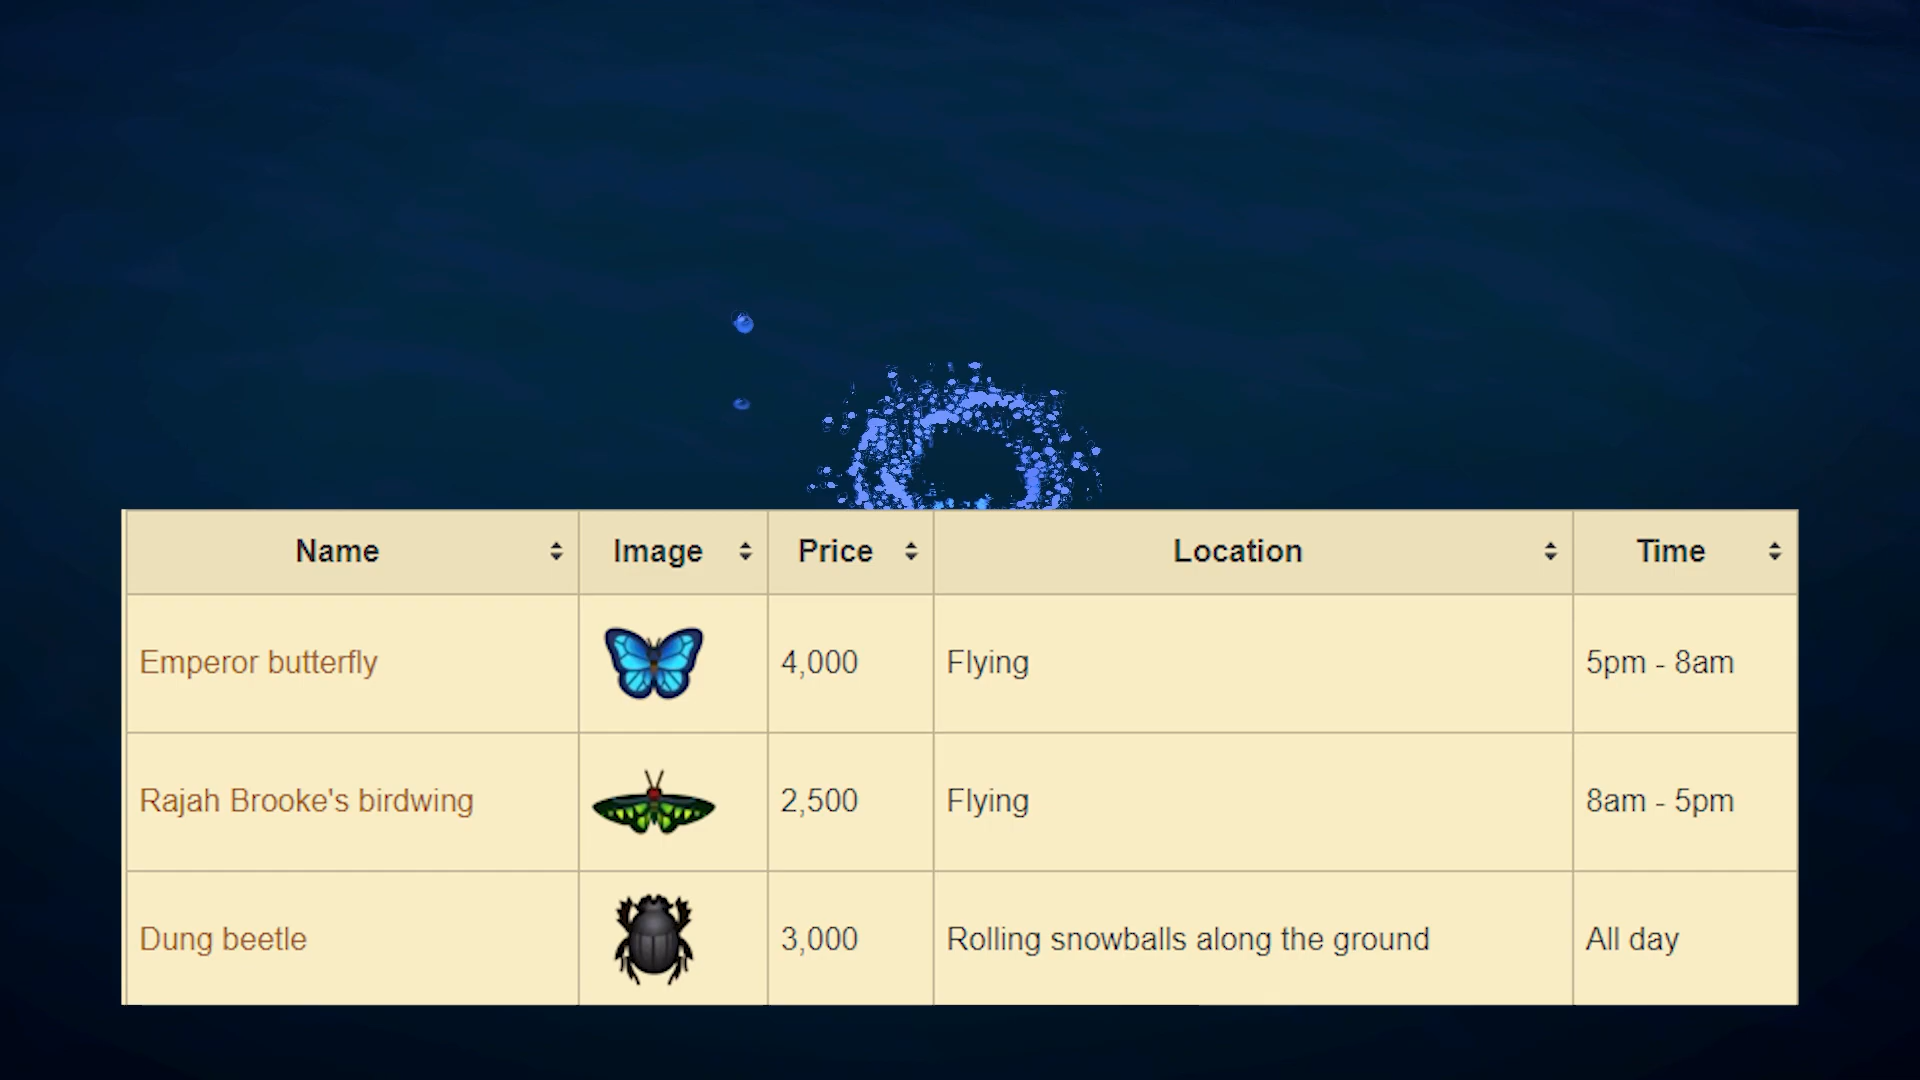 Name Image Price Location Time
Emperor butterfly 4,000 Flying 5pm - 8am
Rajah Brooke's birdwing 2,500 Flying 8am - 5pm
Dung beetle 3,000 Rolling snowballs along the ground All day